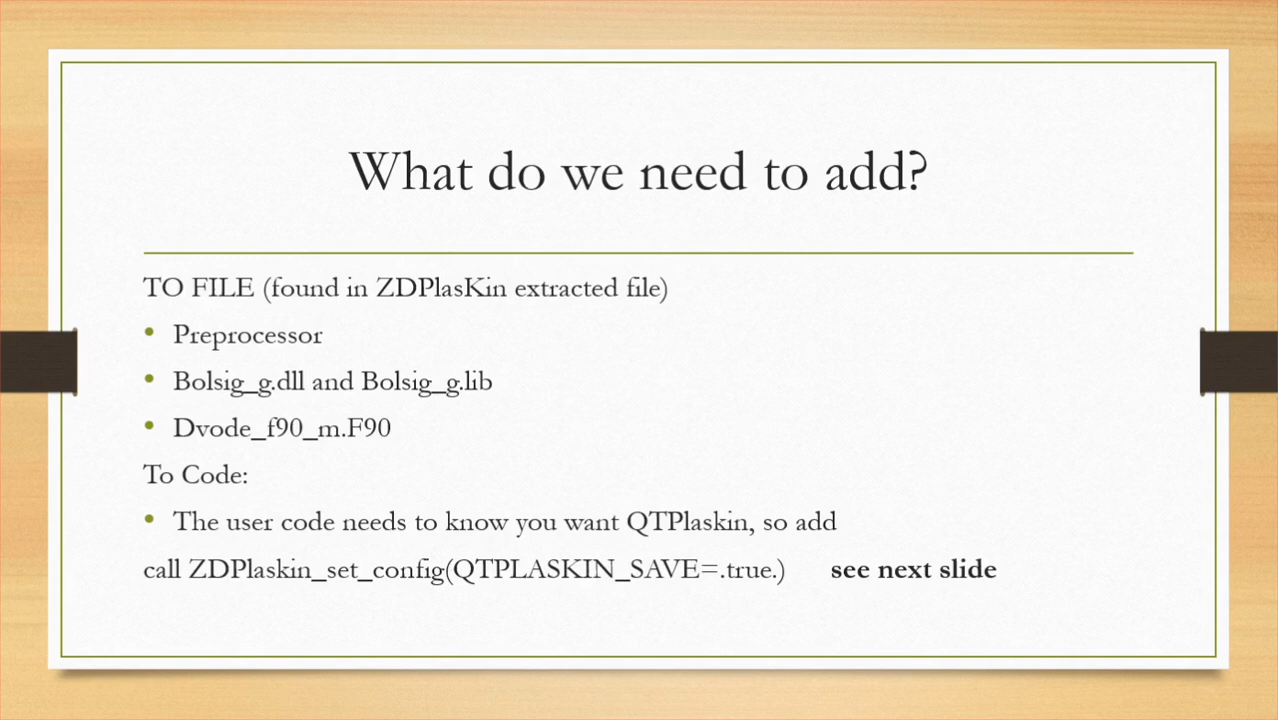 What do we need to add?
TO FILE (found in ZDPlasKin extracted file)
• Preprocessor
• Bolsig_g.dll and Bolsig_g.lib
• Dvode_f90_m.F90
To Code:
• The user code needs to know you want QTPlaskin, so add
call ZDPlaskin_set_config(QTPLASKIN_SAVE=.true.) see next slide